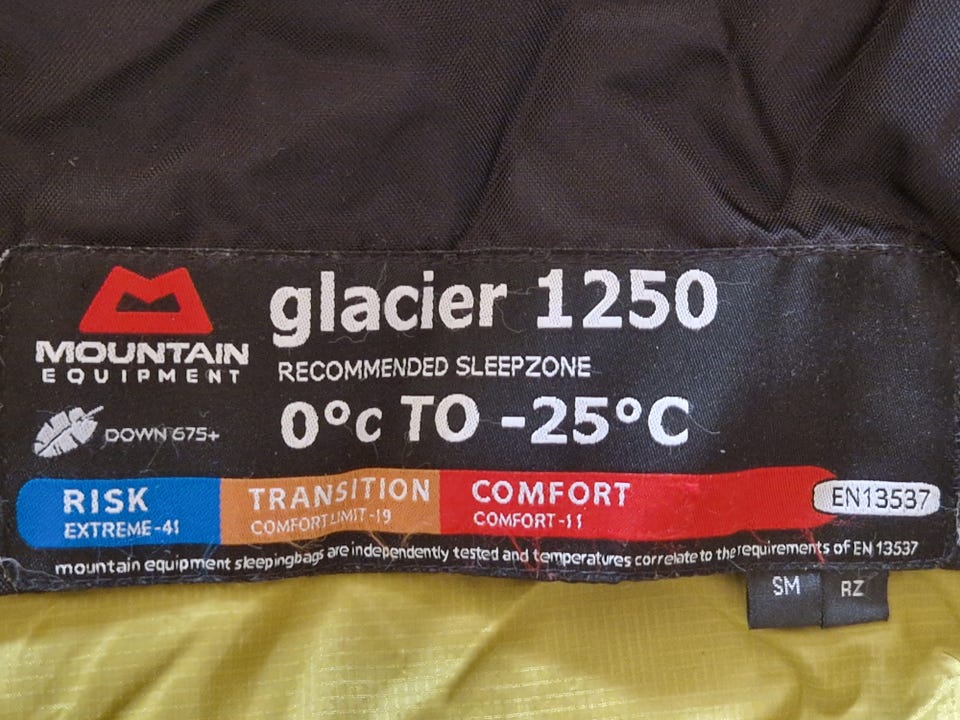 glacier 1250
MOUNTAIN
EQUIPMENT
RECOMMENDED SLEEPZONE
0°c TO -25°C
DOWN 675+
RISK
EXTREME-41
TRANSITION
COMFORT LIMIT -19
COMFORT
COMFORT -11
EN13537
mountain equipment sleepingbags are independently tested and temperatures correlate to the requirements of EN 13537
SM
RZ